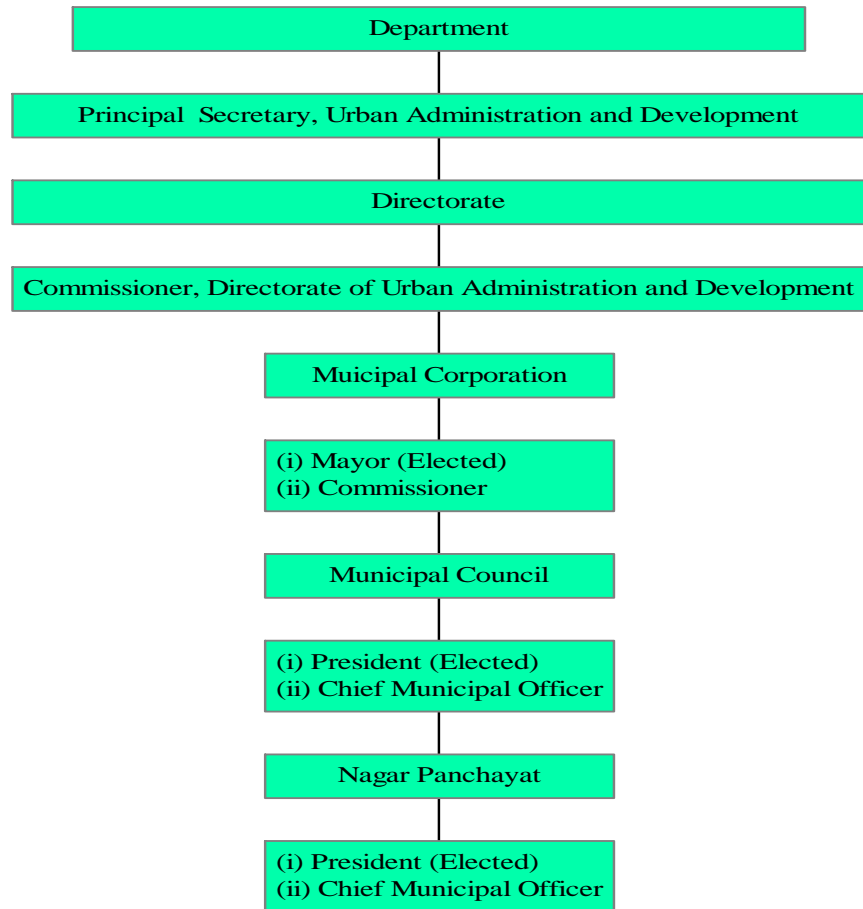 Department
Principal Secretary, Urban Administration and Development
Directorate
Commissioner, Directorate of Urban Administration and Development
Muicipal Corporation
(i) Mayor (Elected)
(ii) Commissioner
Municipal Council
(i) President (Elected)
(ii) Chief Municipal Officer
Nagar Panchayat
(i) President (Elected)
(ii) Chief Municipal Officer